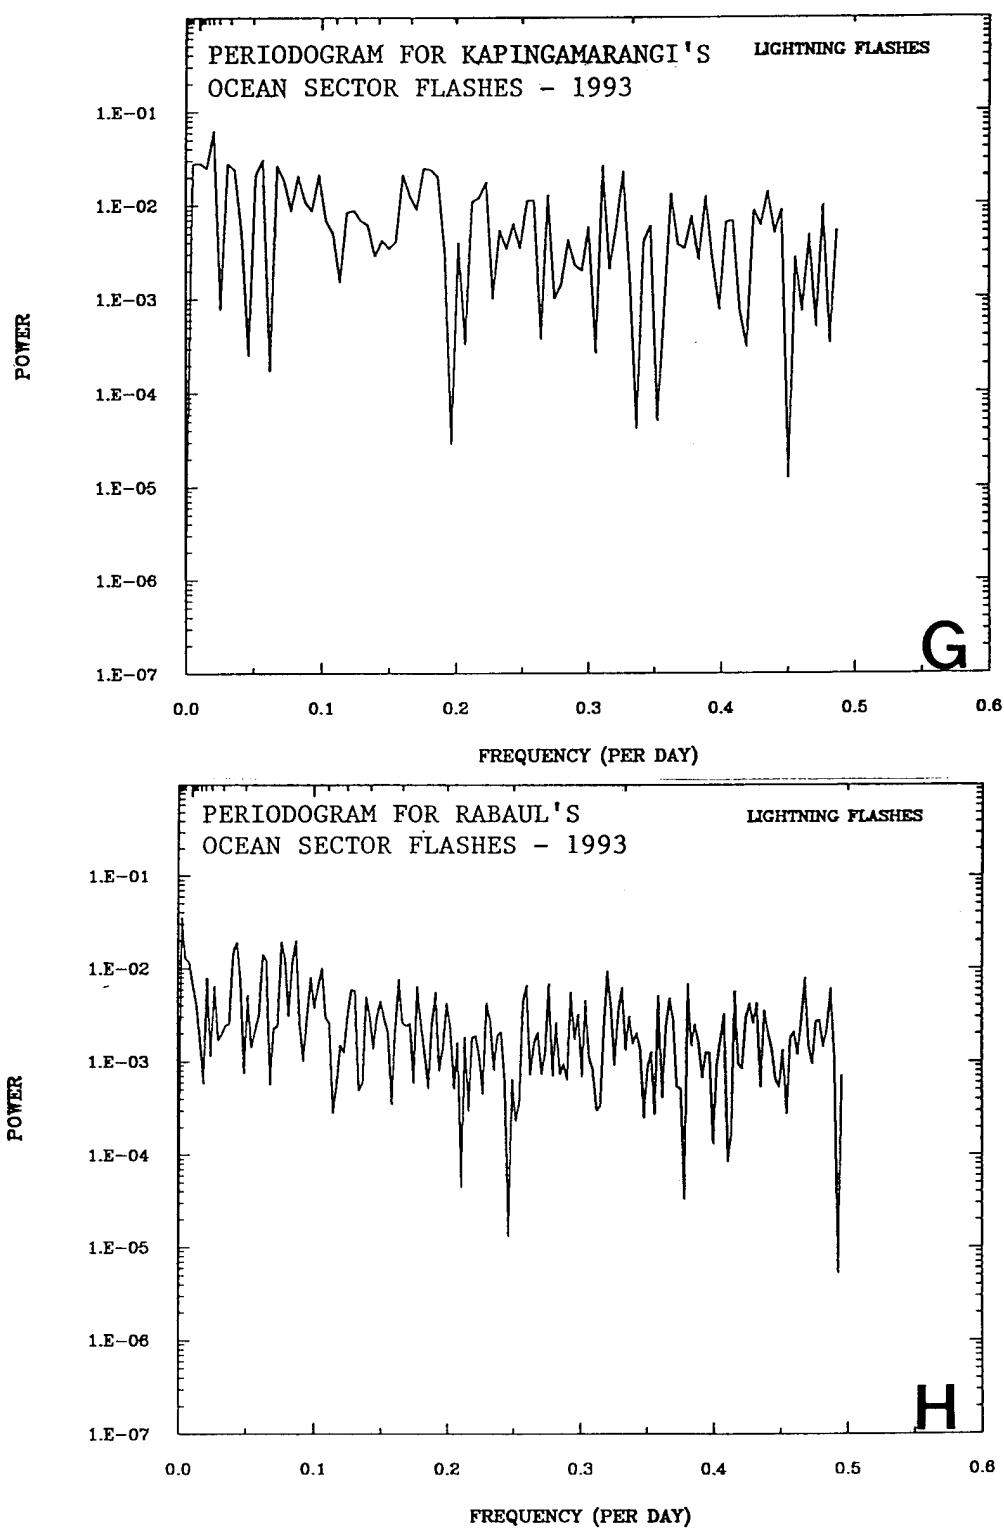 PERIODOGRAM FOR KAPINGAMARANGI'S
OCEAN SECTOR FLASHES - 1993
LIGHTNING FLASHES
1.E-01
1.E-02
1.E-03
1.E-04
1.E-05
1.E-06
1.E-07
POWER
G
0.0 0.1 0.2 0.3 0.4 0.5 0.6
FREQUENCY (PER DAY)
PERIODOGRAM FOR RABAUL'S
OCEAN SECTOR FLASHES - 1993
LIGHTNING FLASHES
1.E-01
1.E-02
1.E-03
1.E-04
1.E-05
1.E-06
1.E-07
POWER
H
0.0 0.1 0.2 0.3 0.4 0.5 0.6
FREQUENCY (PER DAY)